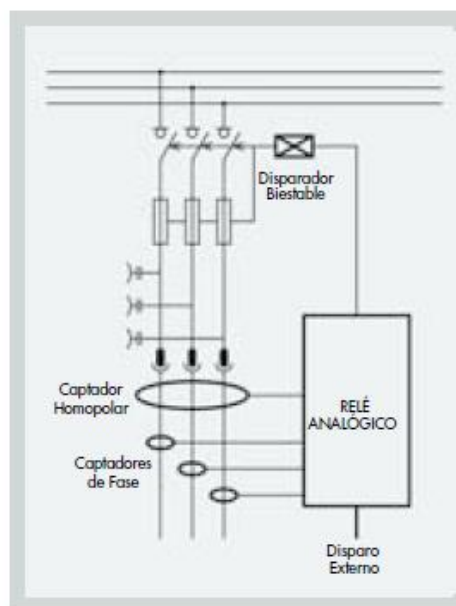 Disparador
Biestable
Captador
Homopolar
RELÉ
ANALÓGICO
Captadores
de Fase
Disparo
Externo